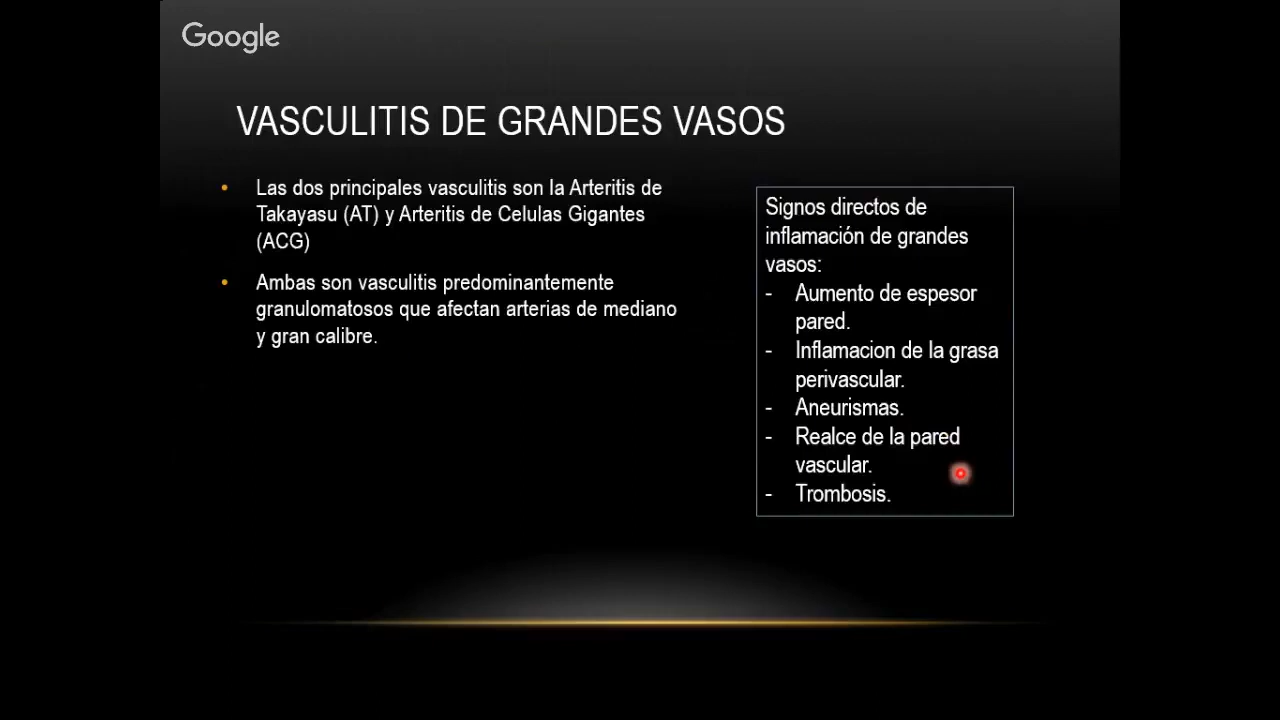 Google
VASCULITIS DE GRANDES VASOS
• Las dos principales vasculitis son la Arteritis de
Takayasu (AT) y Arteritis de Celulas Gigantes
(ACG)
• Ambas son vasculitis predominantemente
granulomatosos que afectan arterias de mediano
y gran calibre.
Signos directos de
inflamación de grandes
vasos:
- Aumento de espesor
pared.
- Inflamacion de la grasa
perivascular.
- Aneurismas.
- Realce de la pared
vascular.
- Trombosis.